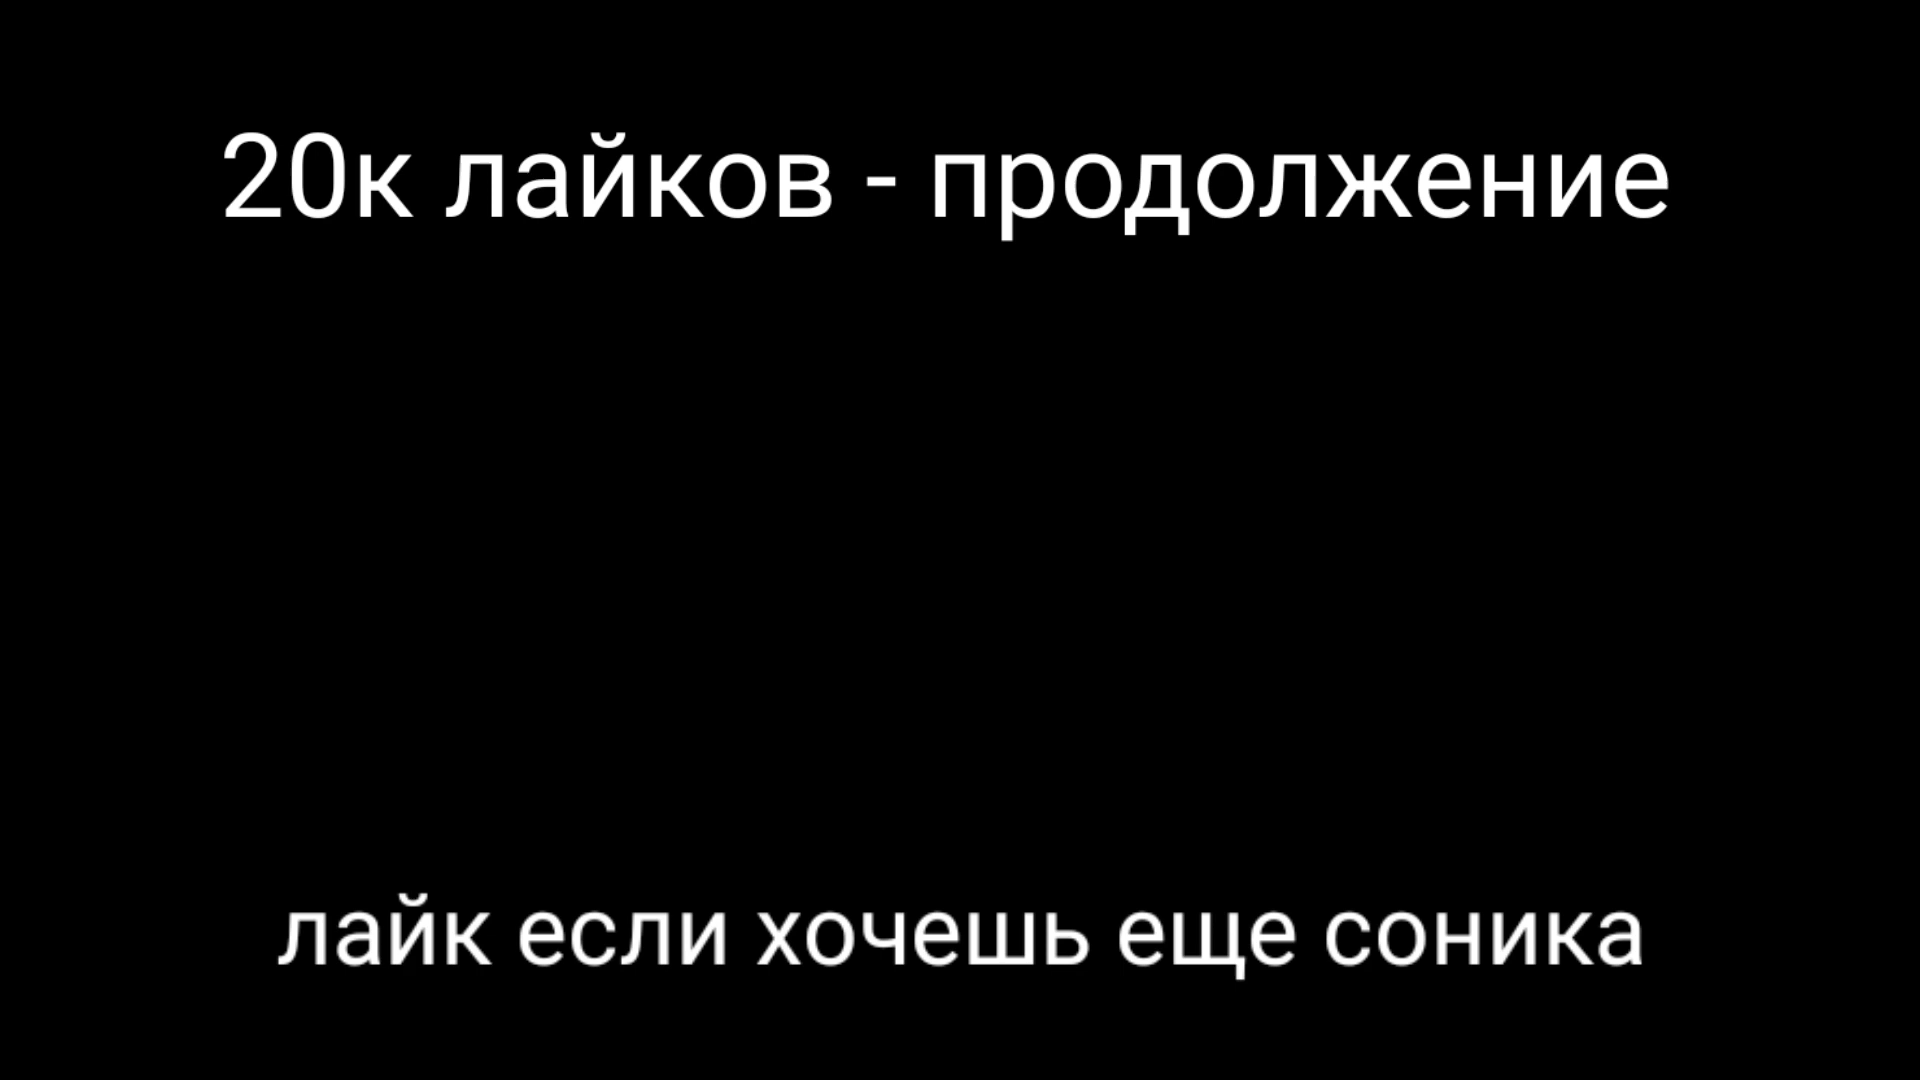 20к лайков - продолжение
лайк если хочешь еще соника